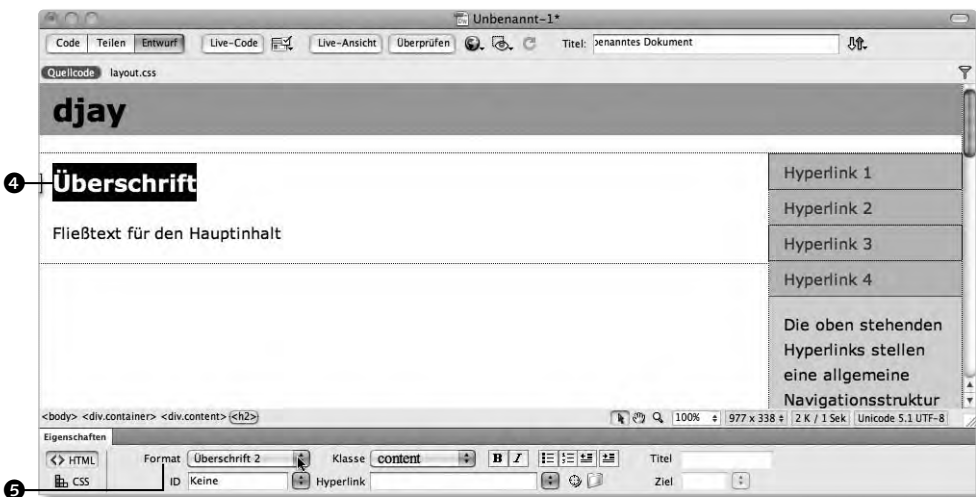 Unbenannt-1*
Code Teilen Entwurf Live-Code Live-Ansicht Überprüfen Titel: enanntes Dokument
Quellcode layout.css
djay
4 Überschrift
Fließtext für den Hauptinhalt
Hyperlink 1
Hyperlink 2
Hyperlink 3
Hyperlink 4
Die oben stehenden
Hyperlinks stellen
eine allgemeine
Navigationsstruktur
<body> <div.container> <div.content> <h2> 100% 977 x 338 2 K / 1 Sek Unicode 5.1 UTF-8
Eigenschaften
<> HTML Format Überschrift 2 Klasse content B I Titel
5 CSS ID Keine Hyperlink Ziel